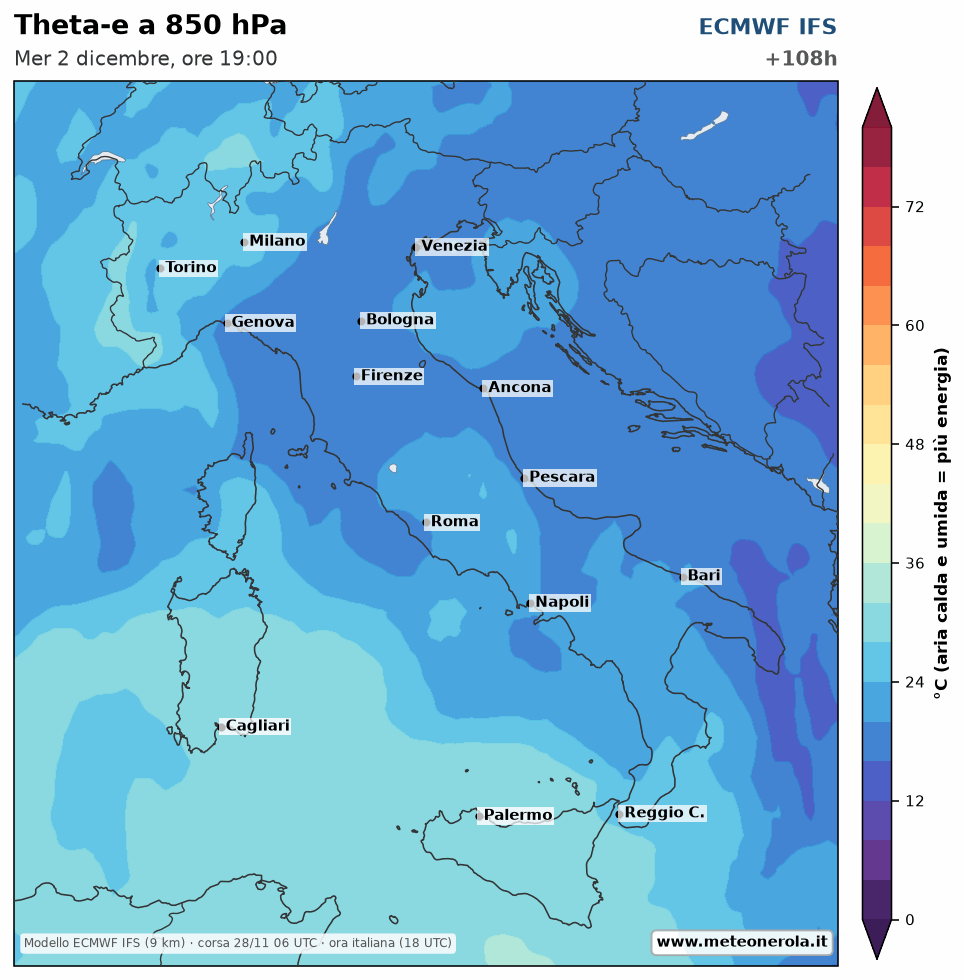 Theta-e a 850 hPa
ECMWF IFS
Mer 2 dicembre, ore 19:00
+108h
Milano
Venezia
Torino
Genova
Bologna
Firenze
Ancona
Pescara
Roma
Bari
Napoli
Cagliari
Palermo
Reggio C.
72
60
48
36
24
12
0
°C (aria calda e umida = più energia)
Modello ECMWF IFS (9 km) · corsa 28/11 06 UTC · ora italiana (18 UTC)
www.meteonerola.it